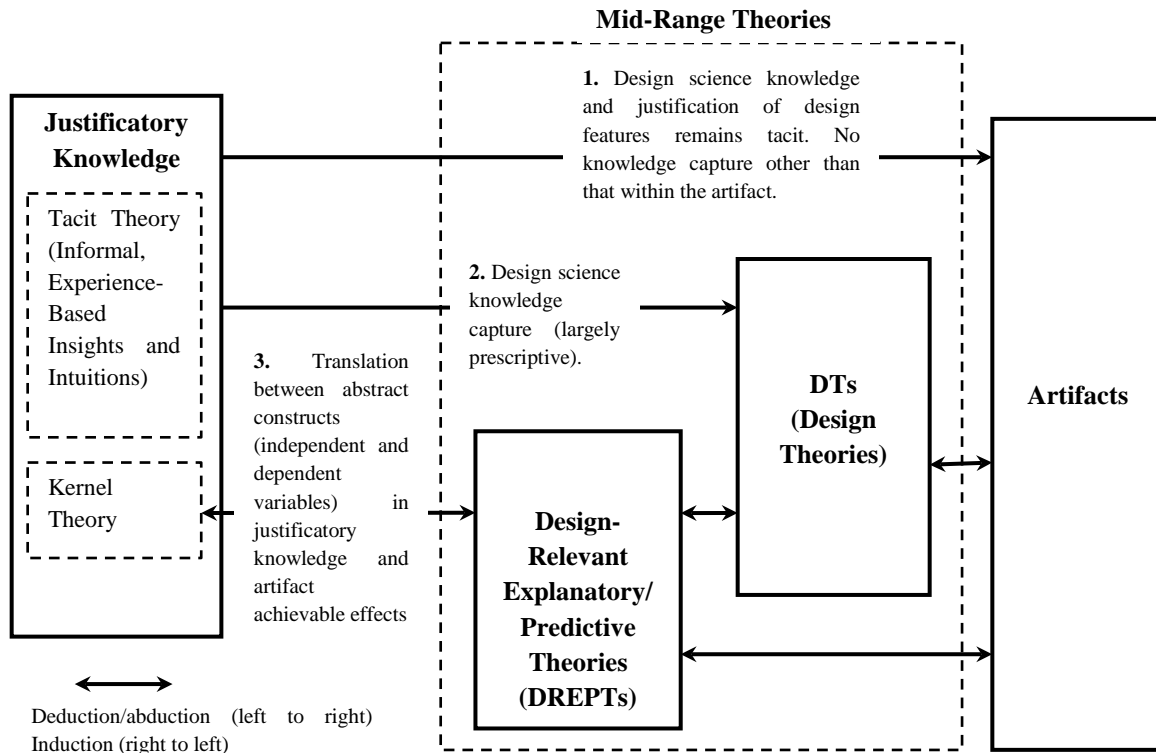 Mid-Range Theories
1. Design science knowledge
and justification of design
features remains tacit. No
knowledge capture other than
that within the artifact.
Justificatory
Knowledge
Tacit Theory
(Informal,
Experience-
Based
Insights and
Intuitions)
Kernel
Theory
2. Design science
knowledge
capture (largely
prescriptive).
3. Translation
between abstract
constructs
(independent and
dependent
variables) in
justificatory
knowledge and
artifact
achievable effects
DTs
(Design
Theories)
Design-
Relevant
Explanatory/
Predictive
Theories
(DREPTs)
Artifacts
Deduction/abduction (left to right)
Induction (right to left)